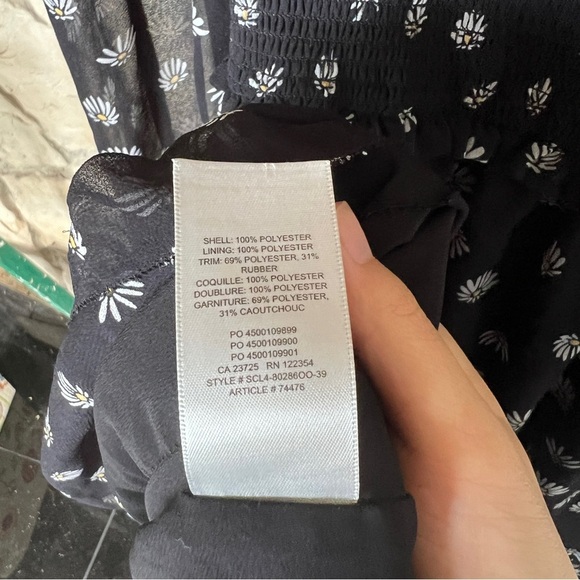 SHELL: 100% POLYESTER
LINING: 100% POLYESTER
TRIM: 69% POLYESTER, 31%
RUBBER
COQUILLE: 100% POLYESTER
DOUBLURE: 100% POLYESTER
GARNITURE: 69% POLYESTER,
31% CAOUTCHOUC
PO 4500109899
PO 4500109900
PO 4500109901
CA 23725 RN 122354
STYLE # SCL4-80286OO-39
ARTICLE # 74476